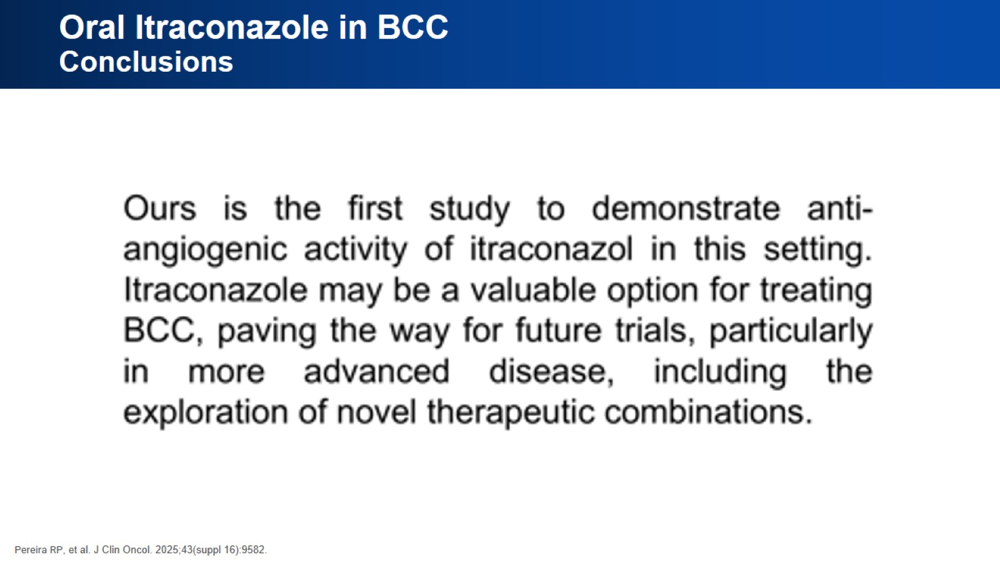 Oral Itraconazole in BCC
Conclusions
Ours is the first study to demonstrate anti-
angiogenic activity of itraconazol in this setting.
Itraconazole may be a valuable option for treating
BCC, paving the way for future trials, particularly
in more advanced disease, including the
exploration of novel therapeutic combinations.
Pereira RP, et al. J Clin Oncol. 2025;43(suppl 16):9582.